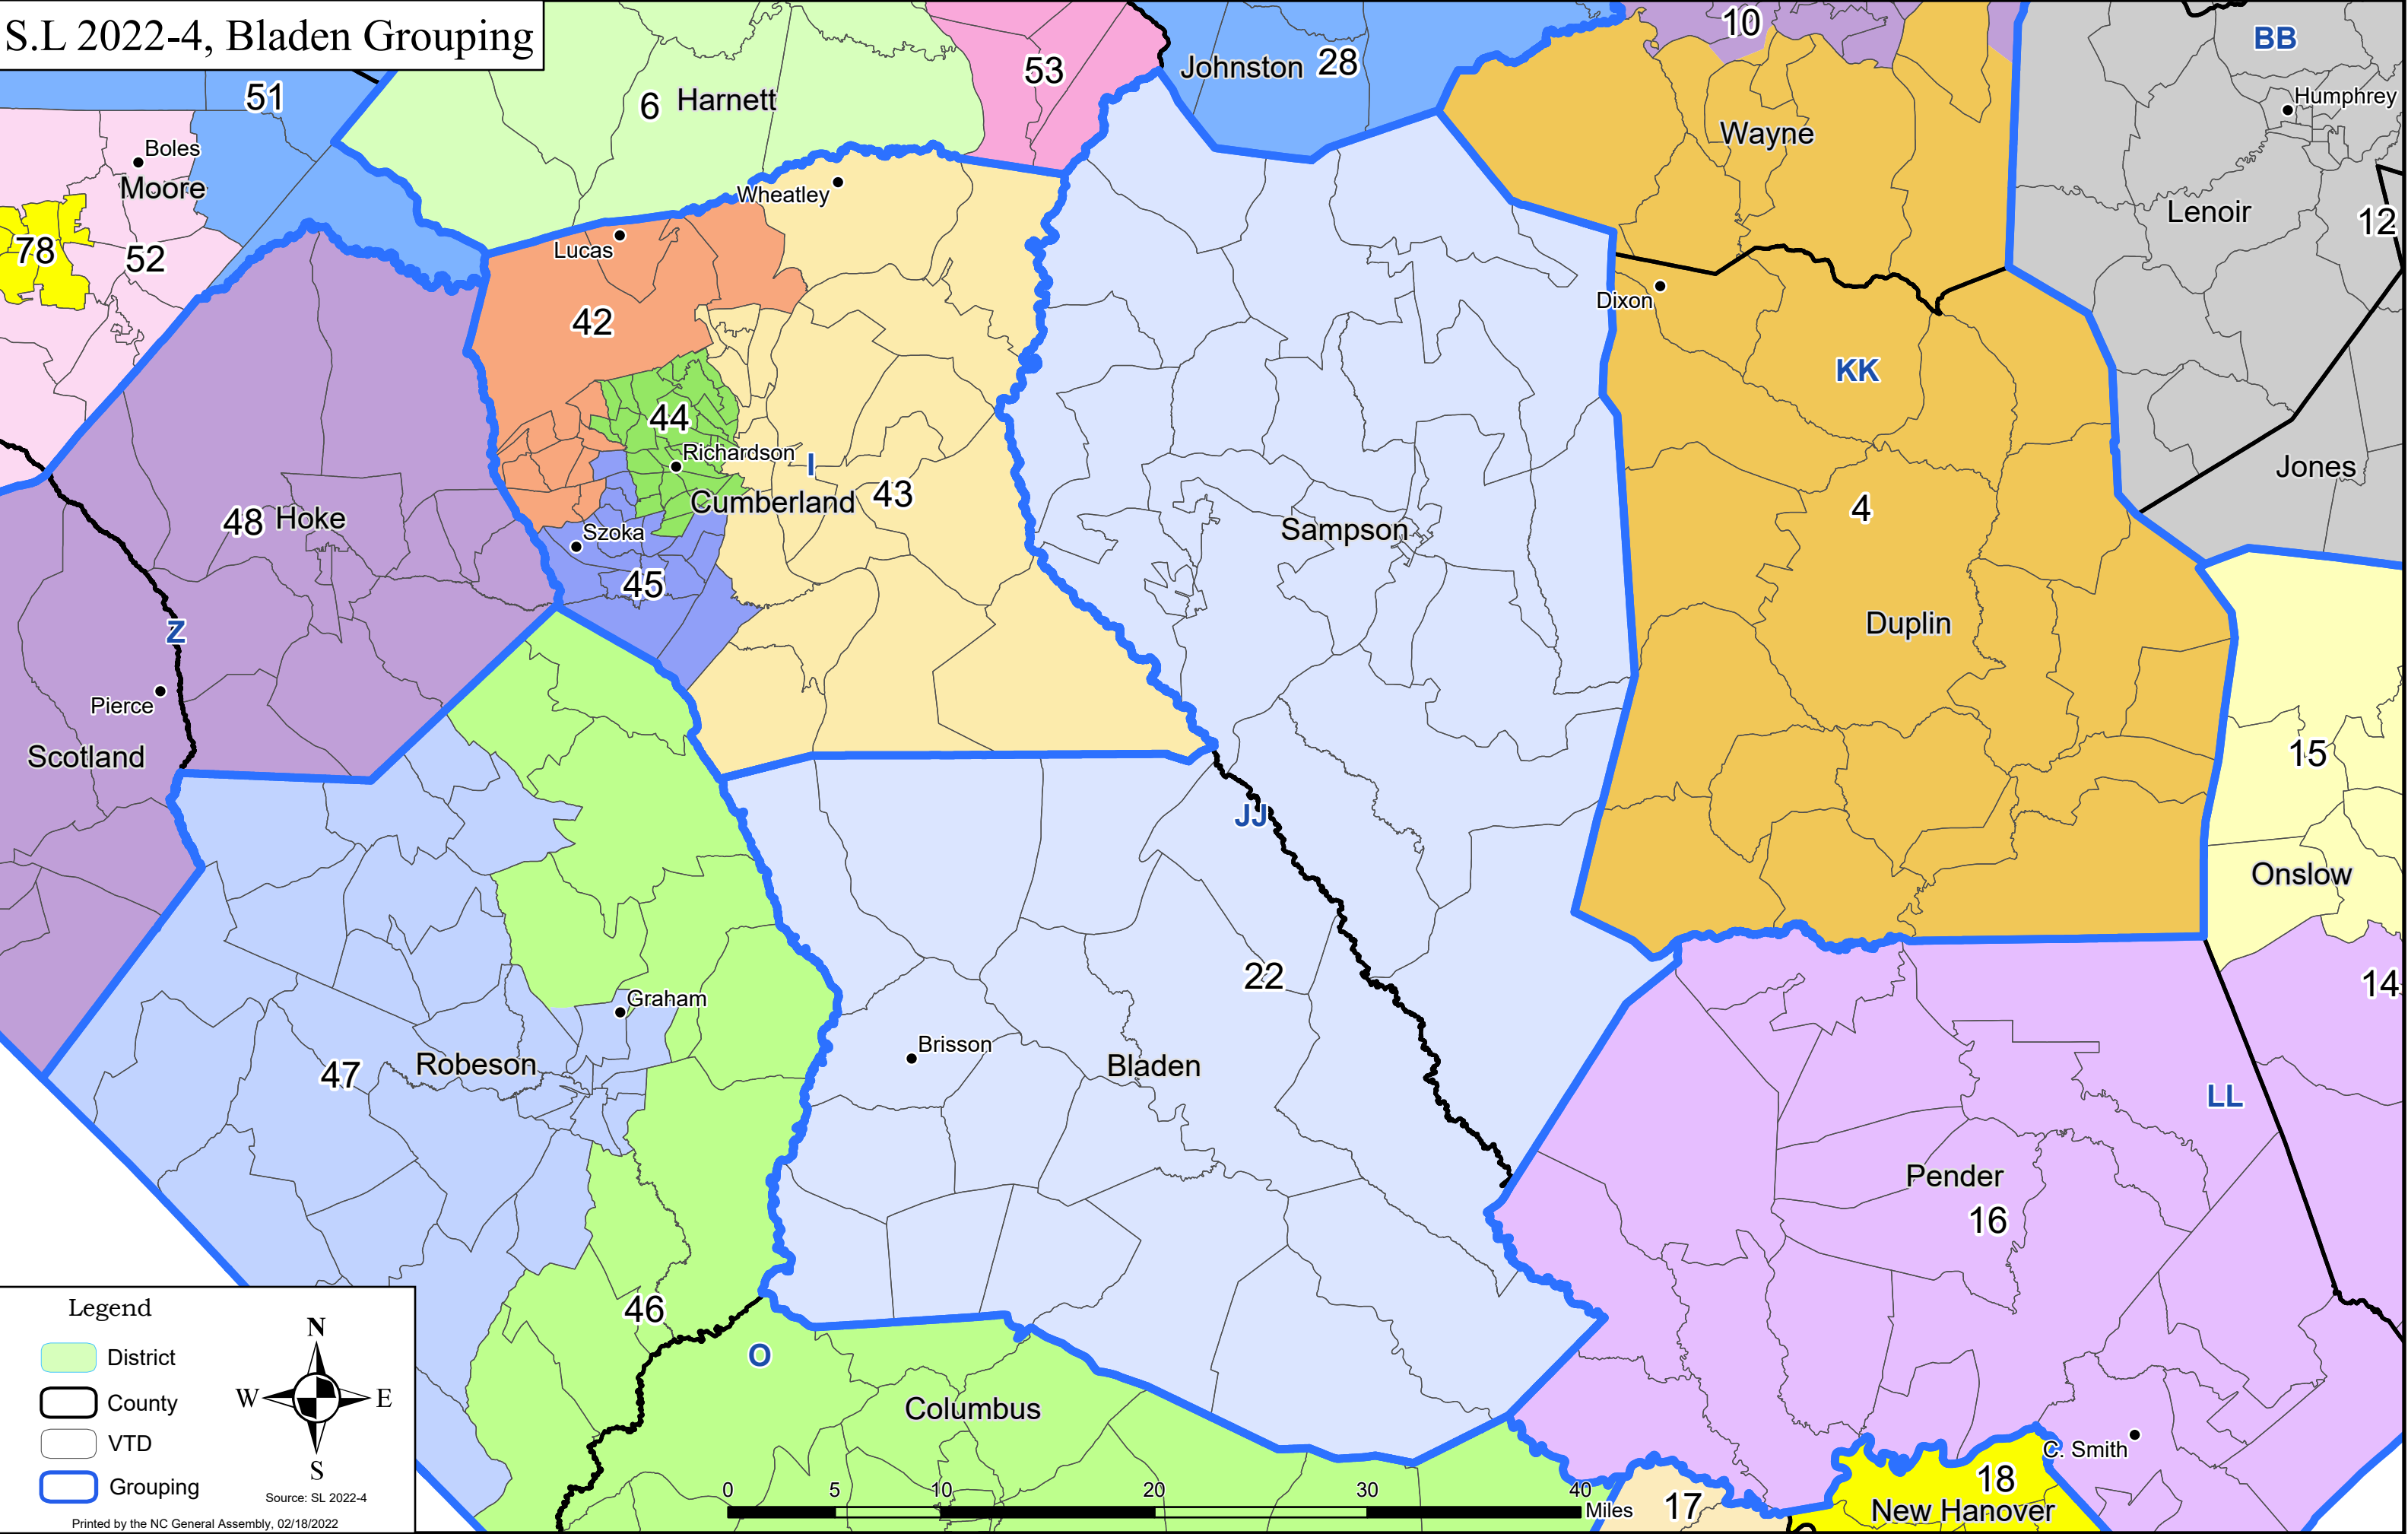 S.L 2022-4, Bladen Grouping
10
BB
53
Johnston 28
51
6 Harnett
Humphrey
Wayne
Boles
Moore
Wheatley
Lenoir
12
78
52
Lucas
Dixon
42
KK
44
Richardson
I
Jones
43
Cumberland
4
48 Hoke
Szoka
Sampson
45
Duplin
Z
Pierce
Scotland
15
JJ
Onslow
22
14
Graham
Brisson
47
Robeson
Bladen
LL
Pender
16
46
O
Columbus
C. Smith
18
17
New Hanover
Legend
District
County
VTD
Grouping
N
W E
S
Source: SL 2022-4
Printed by the NC General Assembly, 02/18/2022
0 5 10 20 30 40
Miles